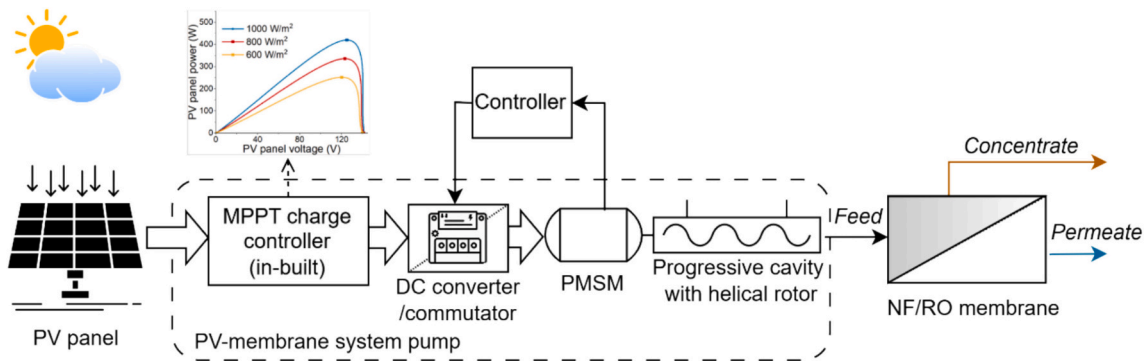 1000 W/m²
800 W/m²
600 W/m²
PV panel power (W)
400
300
200
100
0
0
40
80
120
PV panel voltage (V)
Controller
MPPT charge
controller
(in-built)
DC converter
/commutator
PMSM
Progressive cavity
with helical rotor
Feed
Concentrate
Permeate
NF/RO membrane
PV panel
PV-membrane system pump